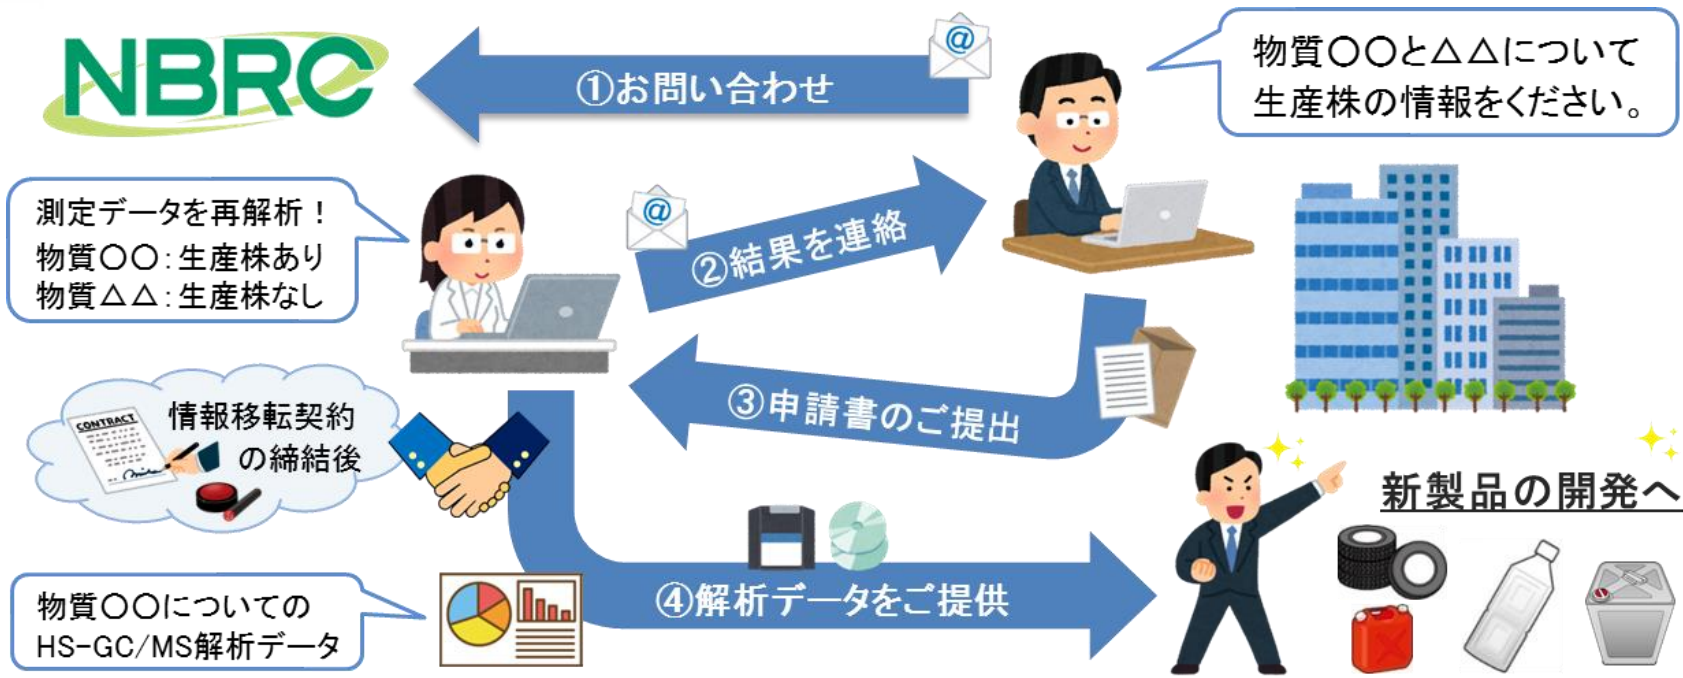 NBRC
①お問い合わせ
@
物質〇〇と△△について
生産株の情報をください。
測定データを再解析！
物質〇〇：生産株あり
物質△△：生産株なし
@
②結果を連絡
③申請書のご提出
CONTRACT
情報移転契約
の締結後
新製品の開発へ
④解析データをご提供
物質〇〇についての
HS-GC/MS解析データ